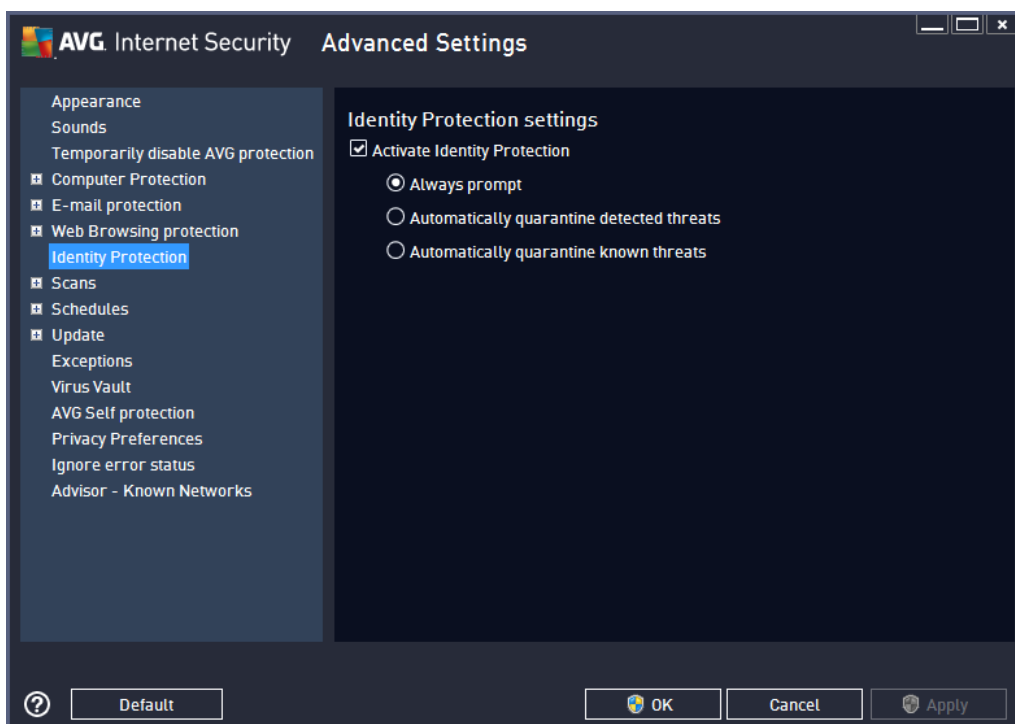 AVG. Internet Security Advanced Settings
Appearance
Sounds
Temporarily disable AVG protection
Computer Protection
E-mail protection
Web Browsing protection
Identity Protection
Scans
Schedules
Update
Exceptions
Virus Vault
AVG Self protection
Privacy Preferences
Ignore error status
Advisor - Known Networks
Identity Protection settings
Activate Identity Protection
Always prompt
Automatically quarantine detected threats
Automatically quarantine known threats
? Default OK Cancel Apply